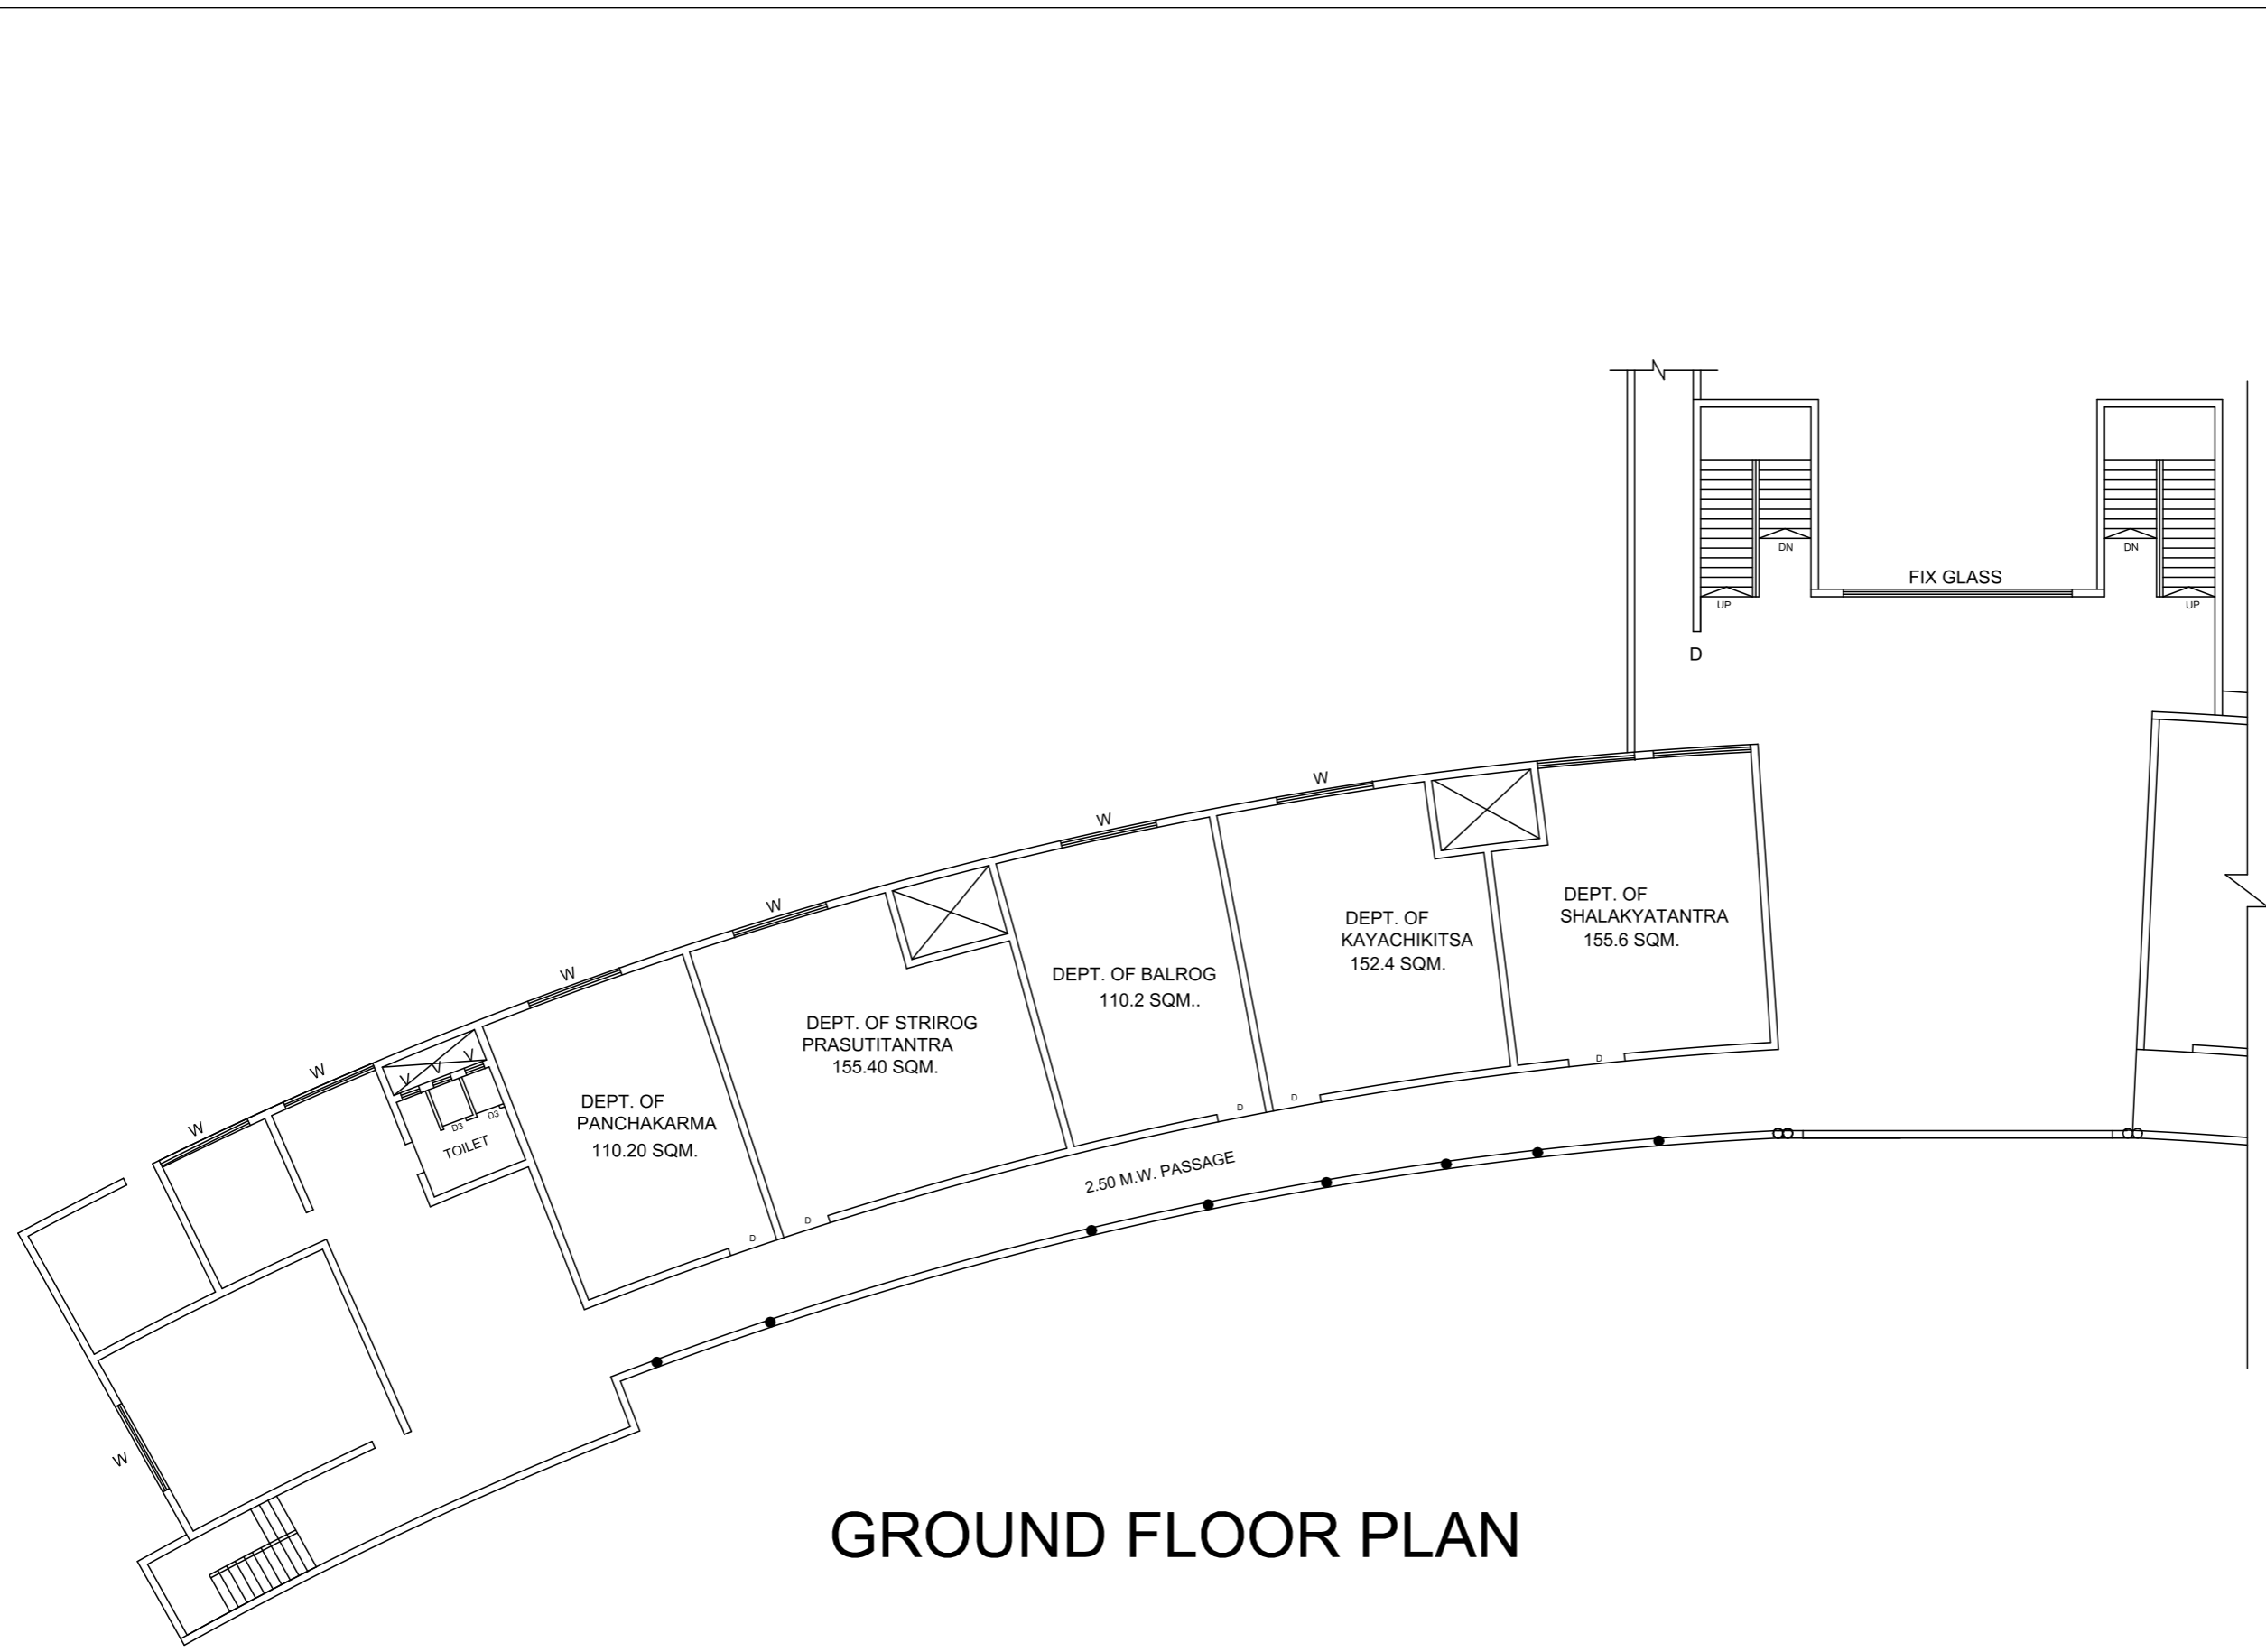 DN
DN
FIX GLASS
UP
UP
D
W
W
W
W
W
W
W
W
DEPT. OF
SHALAKYATANTRA
155.6 SQM.
DEPT. OF
KAYACHIKITSA
152.4 SQM.
DEPT. OF BALROG
110.2 SQM..
DEPT. OF STRIROG
PRASUTITANTRA
155.40 SQM.
DEPT. OF
PANCHAKARMA
110.20 SQM.
V
V
V
D3
D3
TOILET
D
D
D
D
D
2.50 M.W. PASSAGE
GROUND FLOOR PLAN